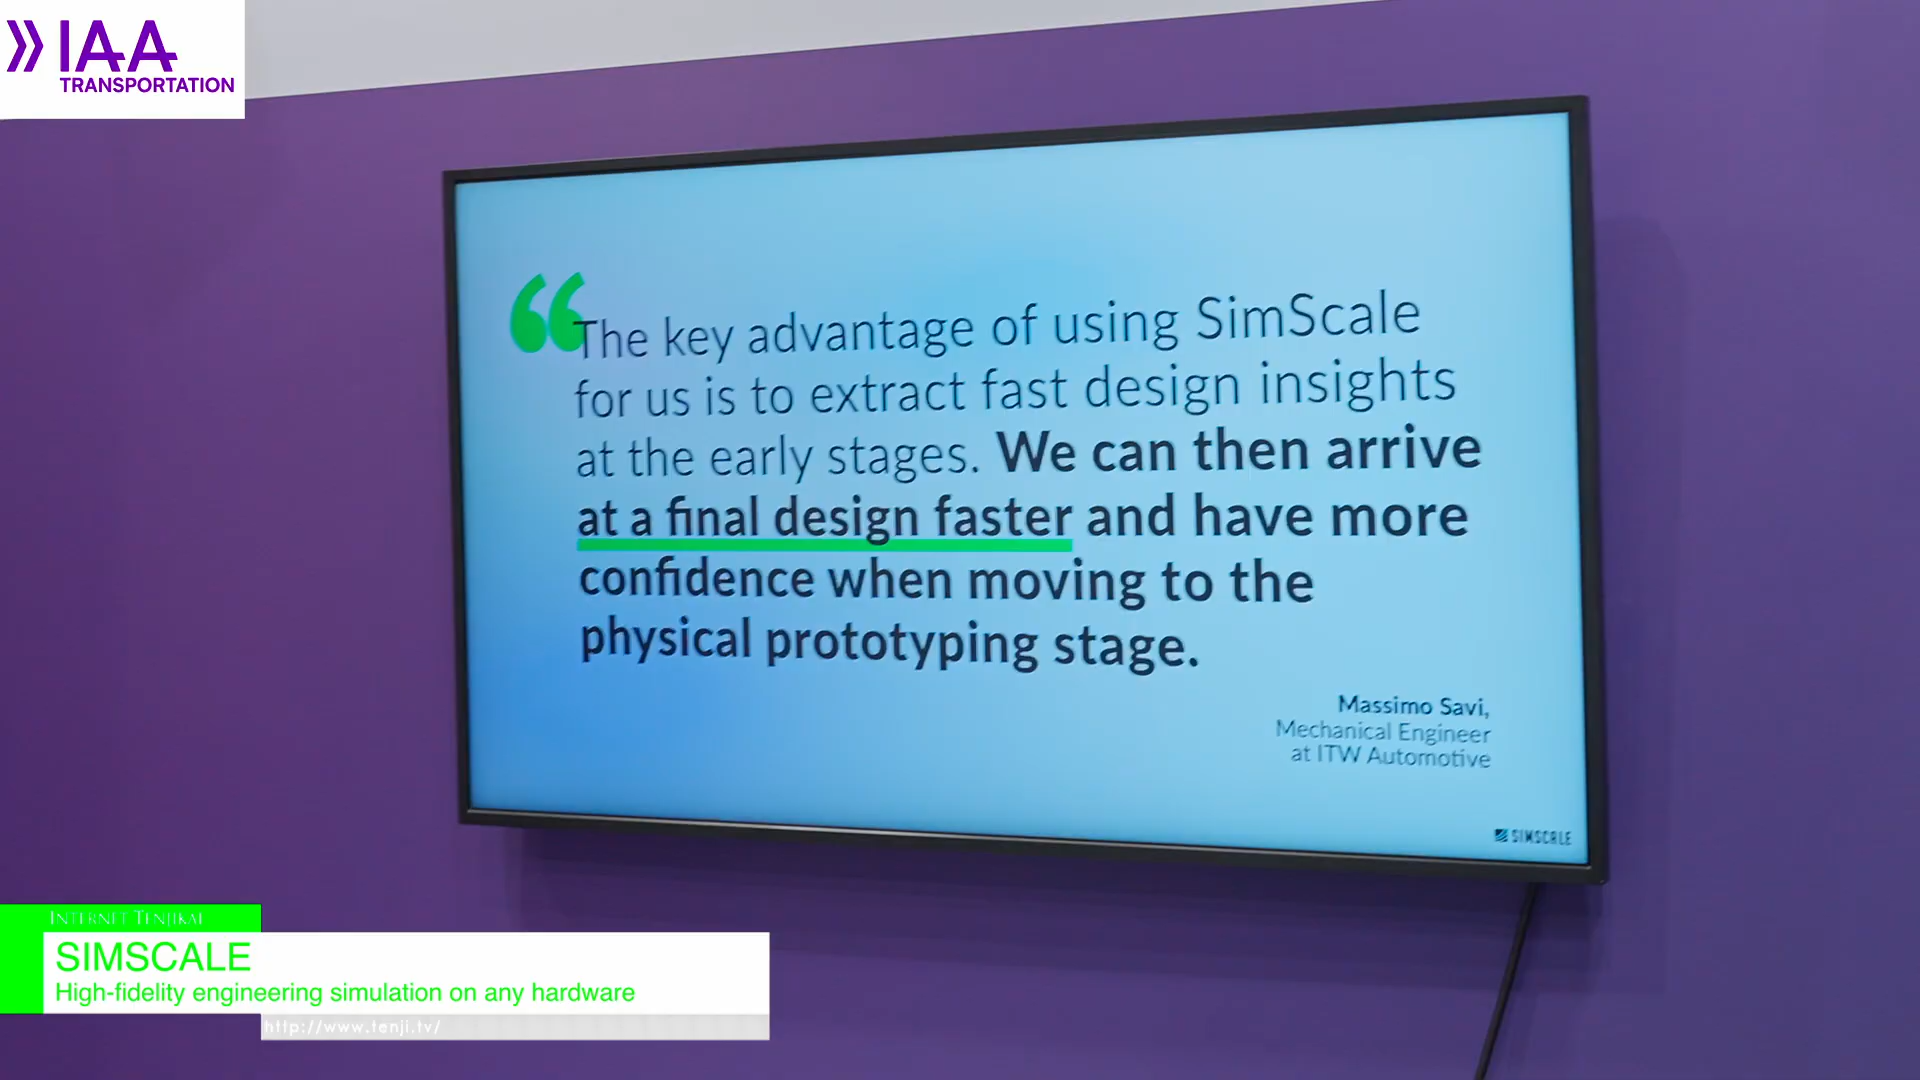 IAA
TRANSPORTATION
“The key advantage of using SimScale
for us is to extract fast design insights
at the early stages. We can then arrive
at a final design faster and have more
confidence when moving to the
physical prototyping stage.
Massimo Savi,
Mechanical Engineer
at ITW Automotive
SIMSCALE
INTERNET TENJIKAI
SIMSCALE
High-fidelity engineering simulation on any hardware
http://www.tenji.tv/